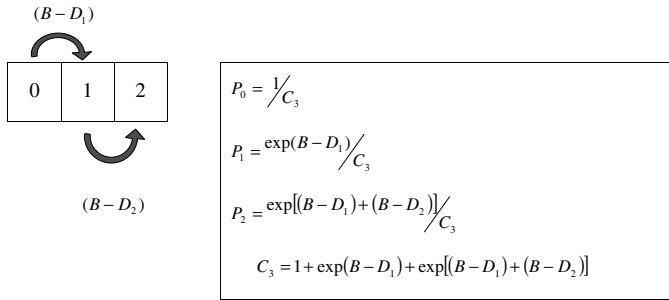 (B − D₁)
0 1 2
(B − D₂)
P₀ = 1/C₃
P₁ = exp(B − D₁)/C₃
P₂ = exp[(B − D₁) + (B − D₂)]/C₃
C₃ = 1 + exp(B − D₁) + exp[(B − D₁) + (B − D₂)]